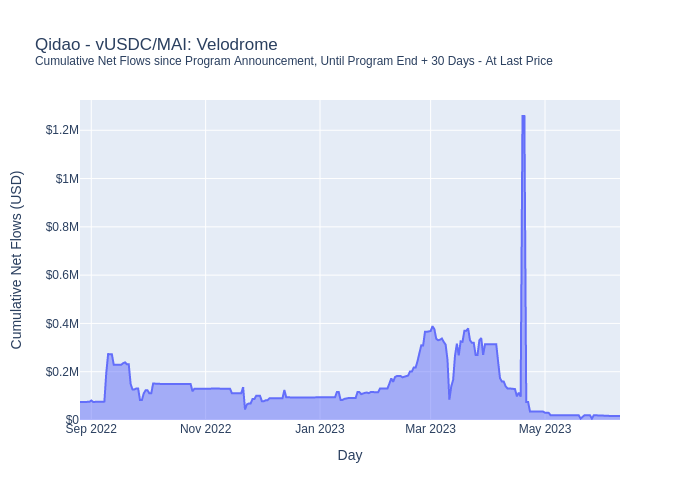 Qidao - vUSDC/MAI: Velodrome
Cumulative Net Flows since Program Announcement, Until Program End + 30 Days - At Last Price
Cumulative Net Flows (USD)
$1.2M
$1M
$0.8M
$0.6M
$0.4M
$0.2M
$0
Sep 2022 Nov 2022 Jan 2023 Mar 2023 May 2023
Day